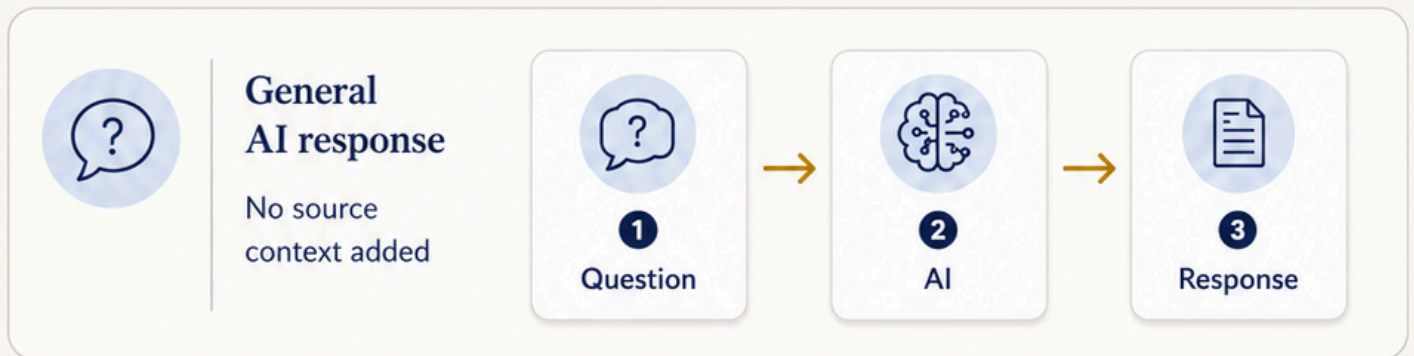 ?
General
AI response
No source
context added
?
1
Question
2
AI
3
Response